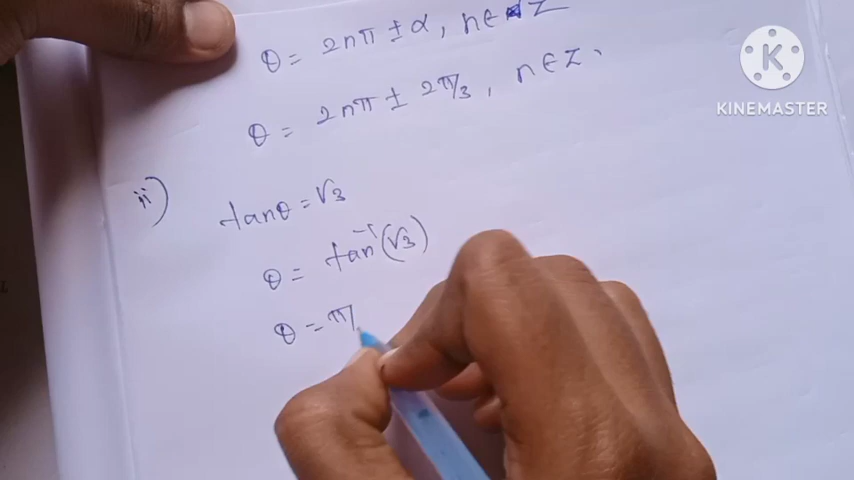 θ = 2nπ ± α, n ∈ Z
θ = 2nπ ± 2π/3, n ∈ Z.
ii) tanθ = √3
θ = tan⁻¹(√3)
θ = π/
K
KINEMASTER